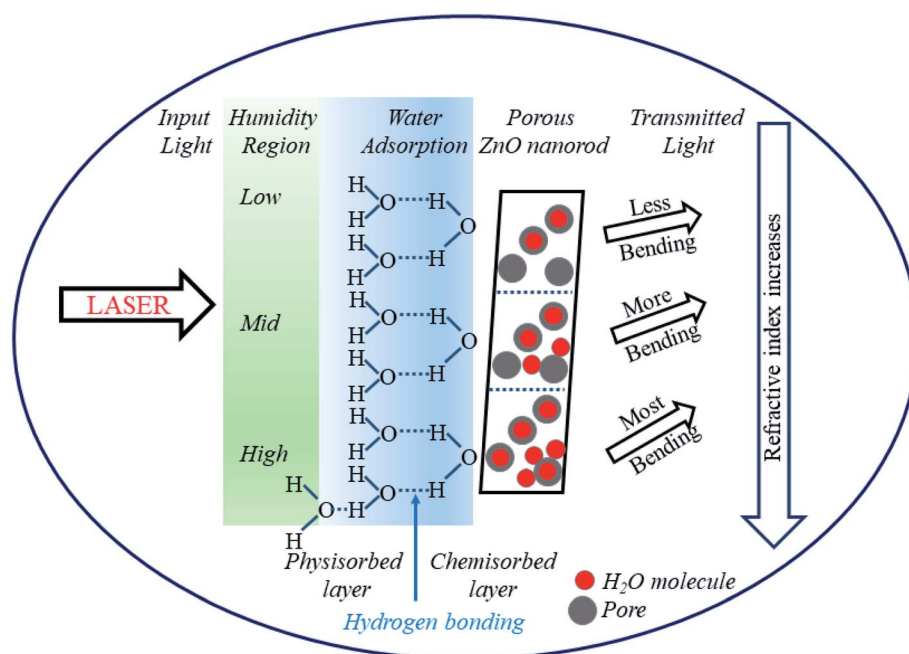 Input Light
Humidity Region
Water Adsorption
Porous ZnO nanorod
Transmitted Light
Low
Mid
High
LASER
H
H
O
H
O
H
H
H
O
H
H
H
O
H
O
H
H
H
O
H
H
H
O
H
O
H
H
H
O
H
H
H
O
H
Less
Bending
More
Bending
Most
Bending
Refractive index increases
Physisorbed layer
Chemisorbed layer
Hydrogen bonding
H₂O molecule
Pore